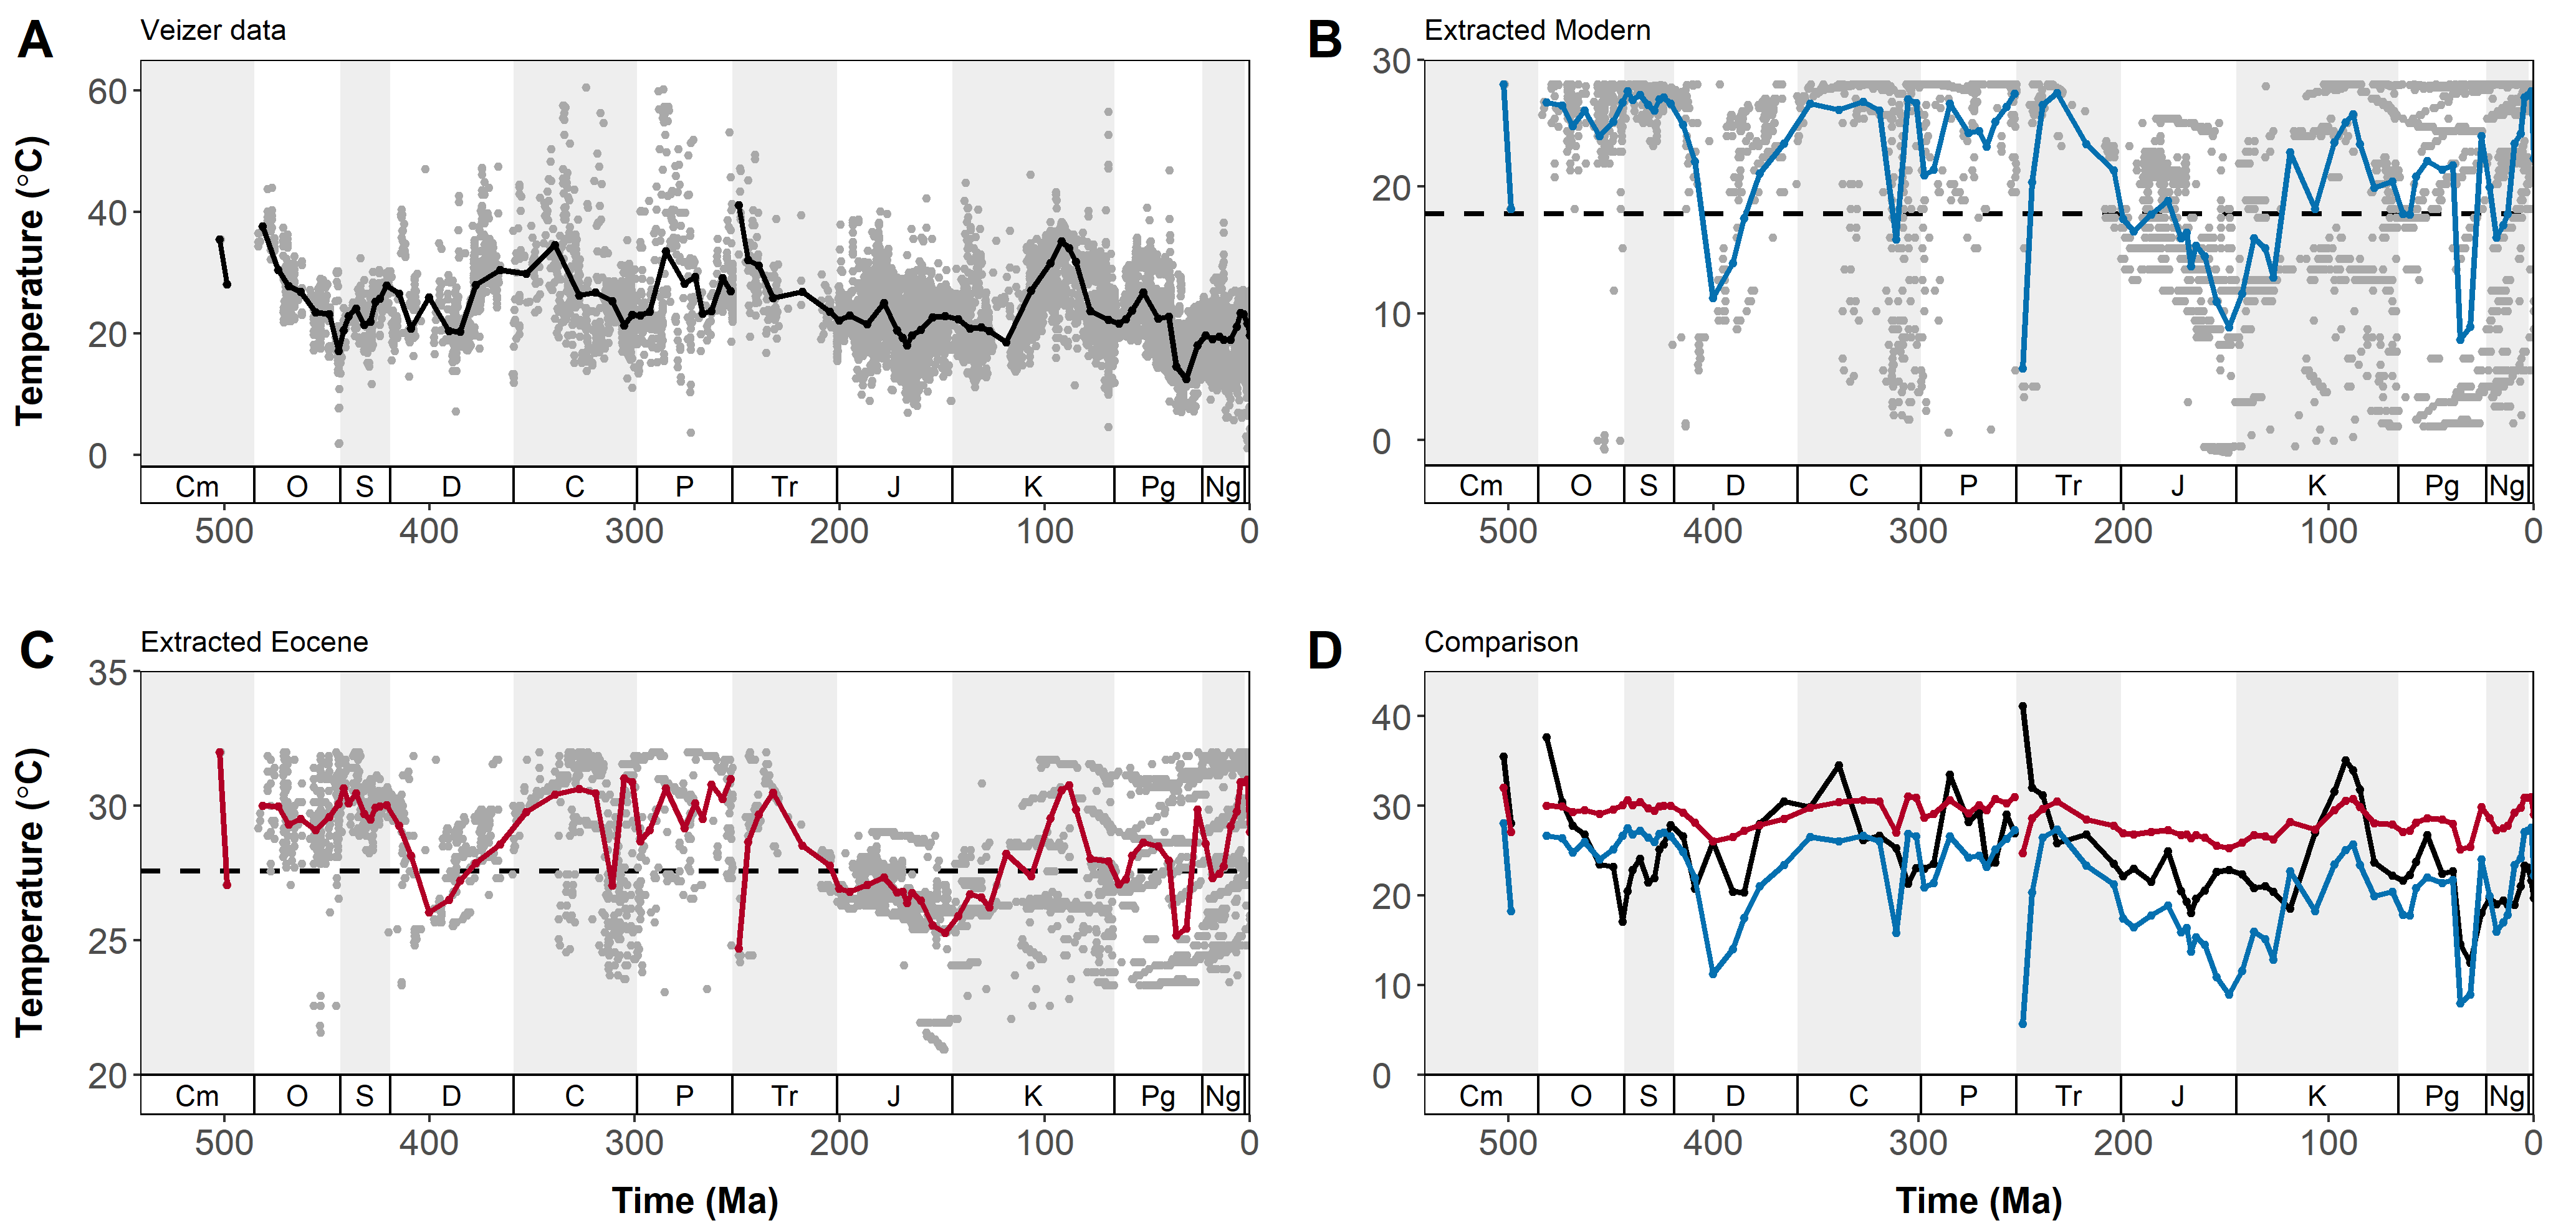 A Veizer data
Temperature (°C)
60
40
20
0
Cm O S D C P Tr J K Pg Ng
500 400 300 200 100 0
B Extracted Modern
30
20
10
0
Cm O S D C P Tr J K Pg Ng
500 400 300 200 100 0
C Extracted Eocene
Temperature (°C)
35
30
25
20
Cm O S D C P Tr J K Pg Ng
500 400 300 200 100 0
Time (Ma)
D Comparison
40
30
20
10
0
Cm O S D C P Tr J K Pg Ng
500 400 300 200 100 0
Time (Ma)